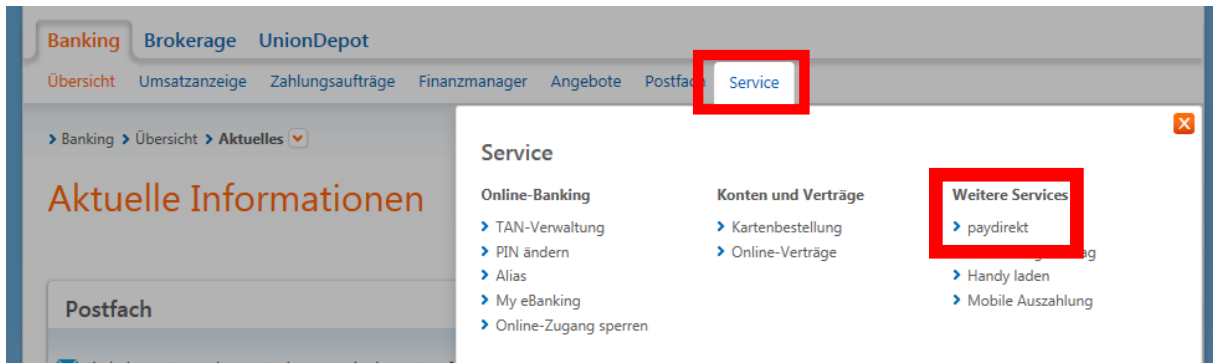 Banking Brokerage UnionDepot
Übersicht Umsatzanzeige Zahlungsaufträge Finanzmanager Angebote Postfach Service
Banking Übersicht Aktuelles
Aktuelle Informationen
Postfach
Service
Online-Banking
TAN-Verwaltung
PIN ändern
Alias
My eBanking
Online-Zugang sperren
Konten und Verträge
Kartenbestellung
Online-Verträge
Weitere Services
paydirekt
Handy laden
Mobile Auszahlung